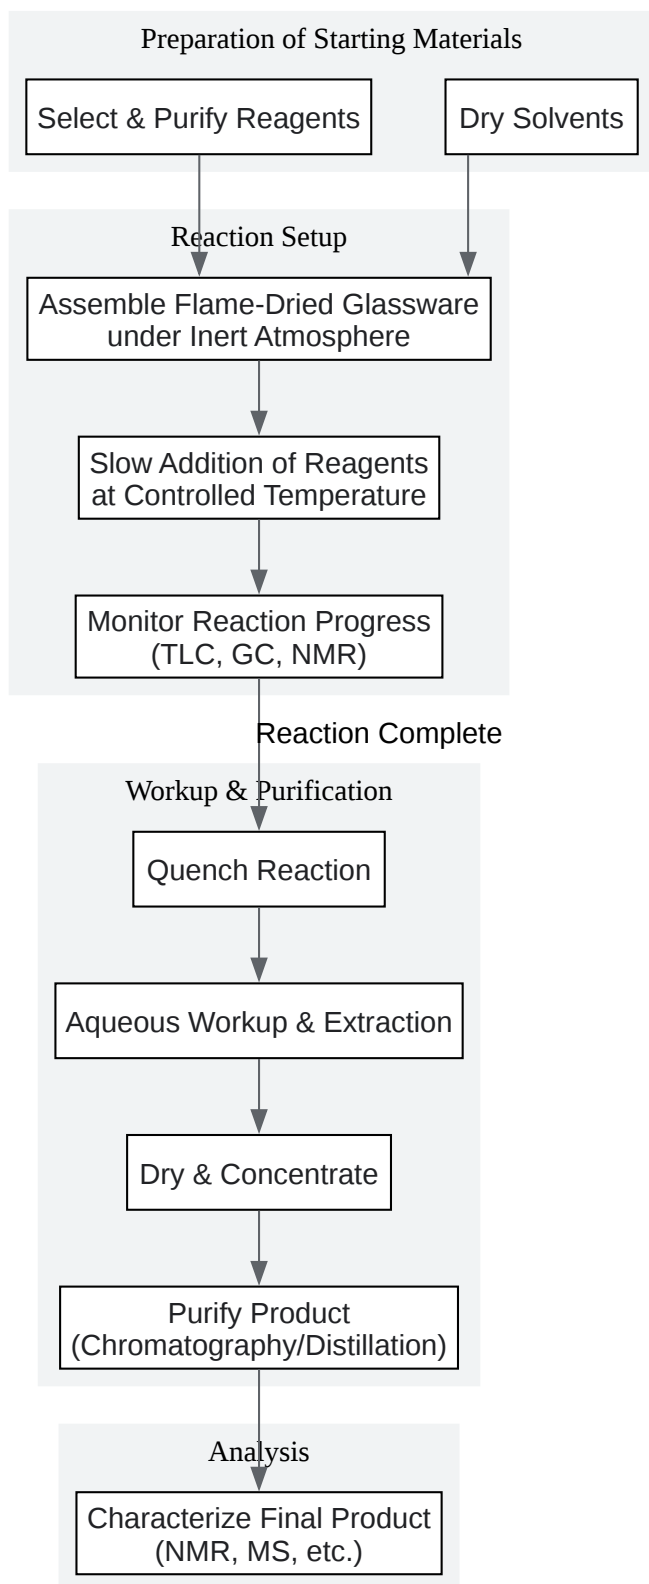 Preparation of Starting Materials
Select & Purify Reagents
Dry Solvents
Reaction Setup
Assemble Flame-Dried Glassware
under Inert Atmosphere
Slow Addition of Reagents
at Controlled Temperature
Monitor Reaction Progress
(TLC, GC, NMR)
Reaction Complete
Workup & Purification
Quench Reaction
Aqueous Workup & Extraction
Dry & Concentrate
Purify Product
(Chromatography/Distillation)
Analysis
Characterize Final Product
(NMR, MS, etc.)